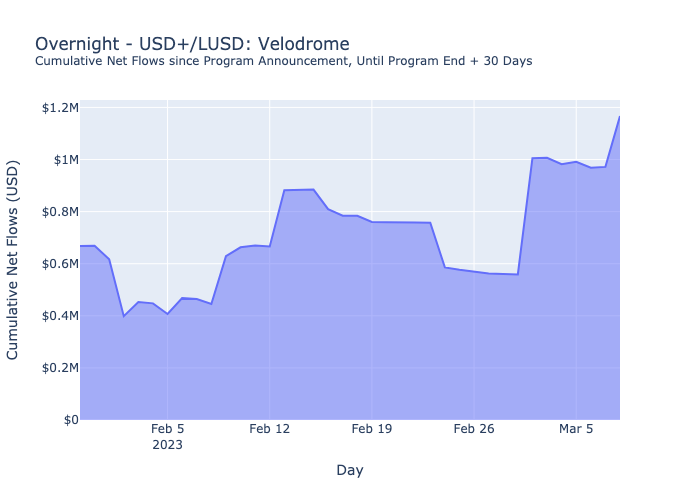 Overnight - USD+/LUSD: Velodrome
Cumulative Net Flows since Program Announcement, Until Program End + 30 Days
Cumulative Net Flows (USD)
$1.2M
$1M
$0.8M
$0.6M
$0.4M
$0.2M
$0
Feb 5
2023
Feb 12
Feb 19
Feb 26
Mar 5
Day